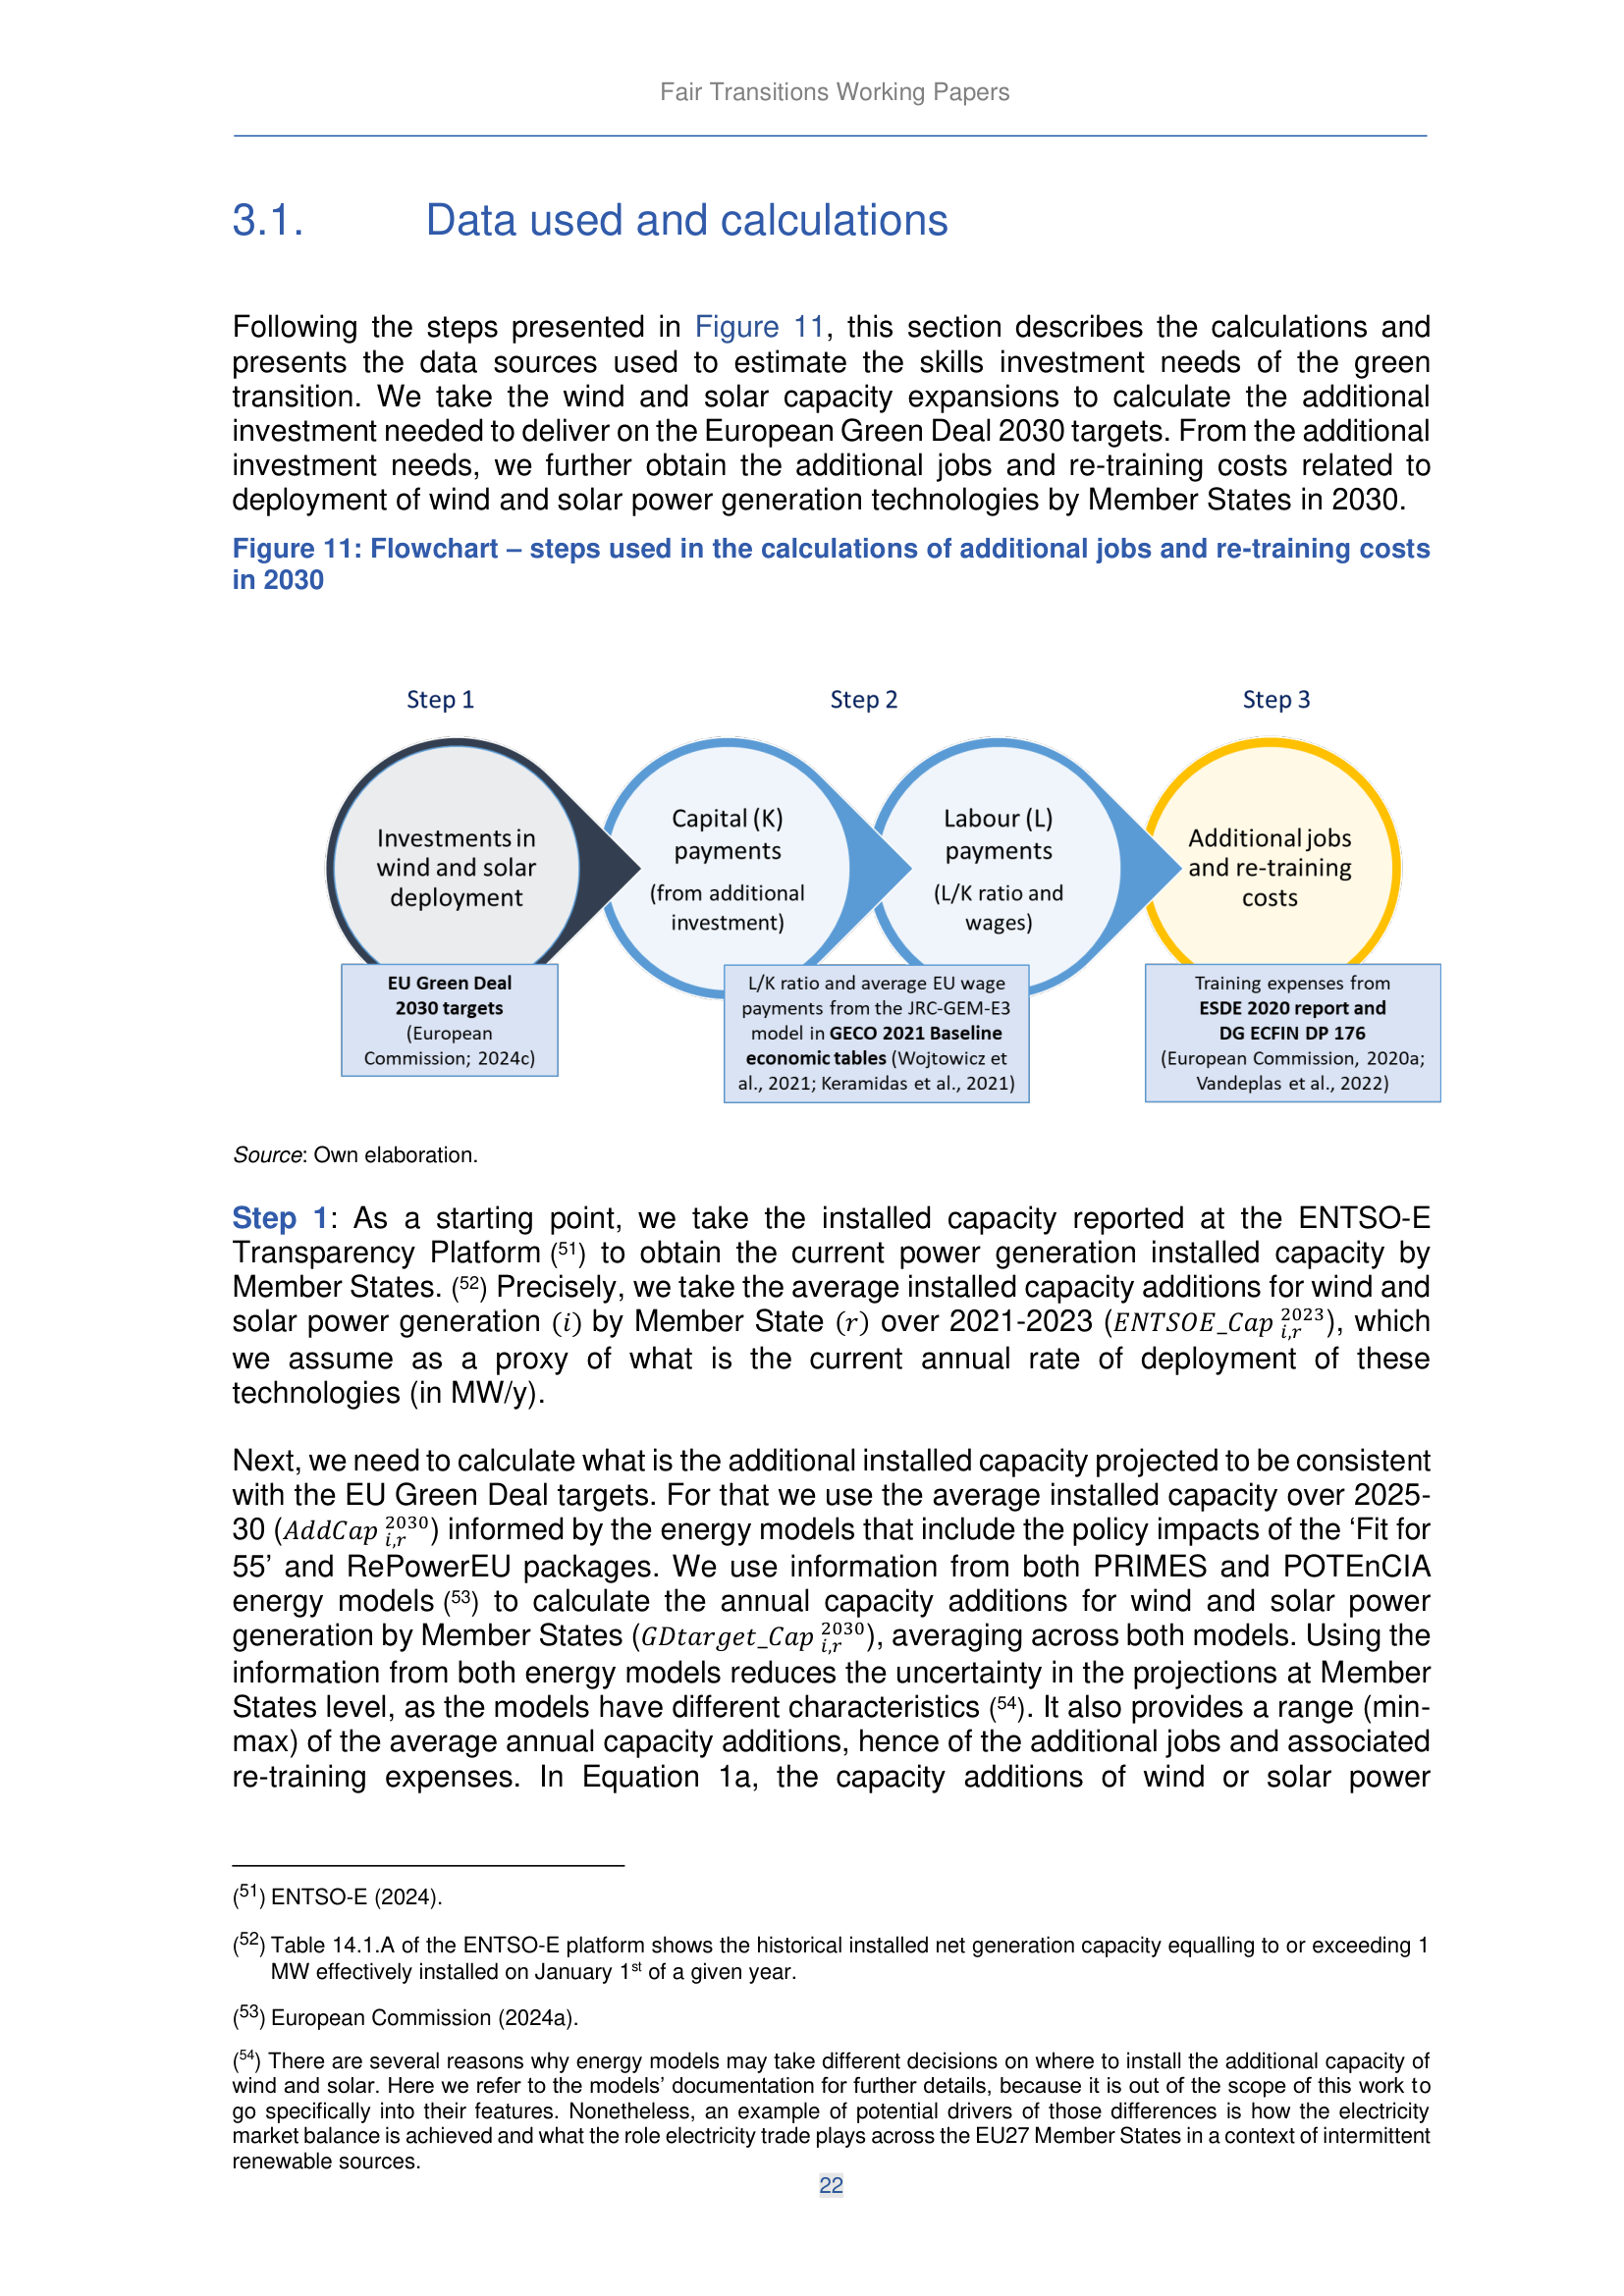 Fair Transitions Working Papers
3.1. Data used and calculations
Following the steps presented in Figure 11, this section describes the calculations and
presents the data sources used to estimate the skills investment needs of the green
transition. We take the wind and solar capacity expansions to calculate the additional
investment needed to deliver on the European Green Deal 2030 targets. From the additional
investment needs, we further obtain the additional jobs and re-training costs related to
deployment of wind and solar power generation technologies by Member States in 2030.
Figure 11: Flowchart – steps used in the calculations of additional jobs and re-training costs
in 2030
Step 1
Step 2
Step 3
Investments in
wind and solar
deployment
Capital (K)
payments
(from additional
investment)
Labour (L)
payments
(L/K ratio and
wages)
Additional jobs
and re-training
costs
EU Green Deal
2030 targets
(European
Commission; 2024c)
L/K ratio and average EU wage
payments from the JRC-GEM-E3
model in GECO 2021 Baseline
economic tables (Wojtowicz et
al., 2021; Keramidas et al., 2021)
Training expenses from
ESDE 2020 report and
DG ECFIN DP 176
(European Commission, 2020a;
Vandeplas et al., 2022)
Source: Own elaboration.
Step 1: As a starting point, we take the installed capacity reported at the ENTSO-E
Transparency Platform (51) to obtain the current power generation installed capacity by
Member States. (52) Precisely, we take the average installed capacity additions for wind and
solar power generation (i) by Member State (r) over 2021-2023 (ENTSOE_Cap 2023 i,r), which
we assume as a proxy of what is the current annual rate of deployment of these
technologies (in MW/y).
Next, we need to calculate what is the additional installed capacity projected to be consistent
with the EU Green Deal targets. For that we use the average installed capacity over 2025-
30 (AddCap 2030 i,r) informed by the energy models that include the policy impacts of the ‘Fit for
55’ and RePowerEU packages. We use information from both PRIMES and POTEnCIA
energy models (53) to calculate the annual capacity additions for wind and solar power
generation by Member States (GDtarget_Cap 2030 i,r), averaging across both models. Using the
information from both energy models reduces the uncertainty in the projections at Member
States level, as the models have different characteristics (54). It also provides a range (min-
max) of the average annual capacity additions, hence of the additional jobs and associated
re-training expenses. In Equation 1a, the capacity additions of wind or solar power
(51) ENTSO-E (2024).
(52) Table 14.1.A of the ENTSO-E platform shows the historical installed net generation capacity equalling to or exceeding 1
MW effectively installed on January 1st of a given year.
(53) European Commission (2024a).
(54) There are several reasons why energy models may take different decisions on where to install the additional capacity of
wind and solar. Here we refer to the models’ documentation for further details, because it is out of the scope of this work to
go specifically into their features. Nonetheless, an example of potential drivers of those differences is how the electricity
market balance is achieved and what the role electricity trade plays across the EU27 Member States in a context of intermittent
renewable sources.
22